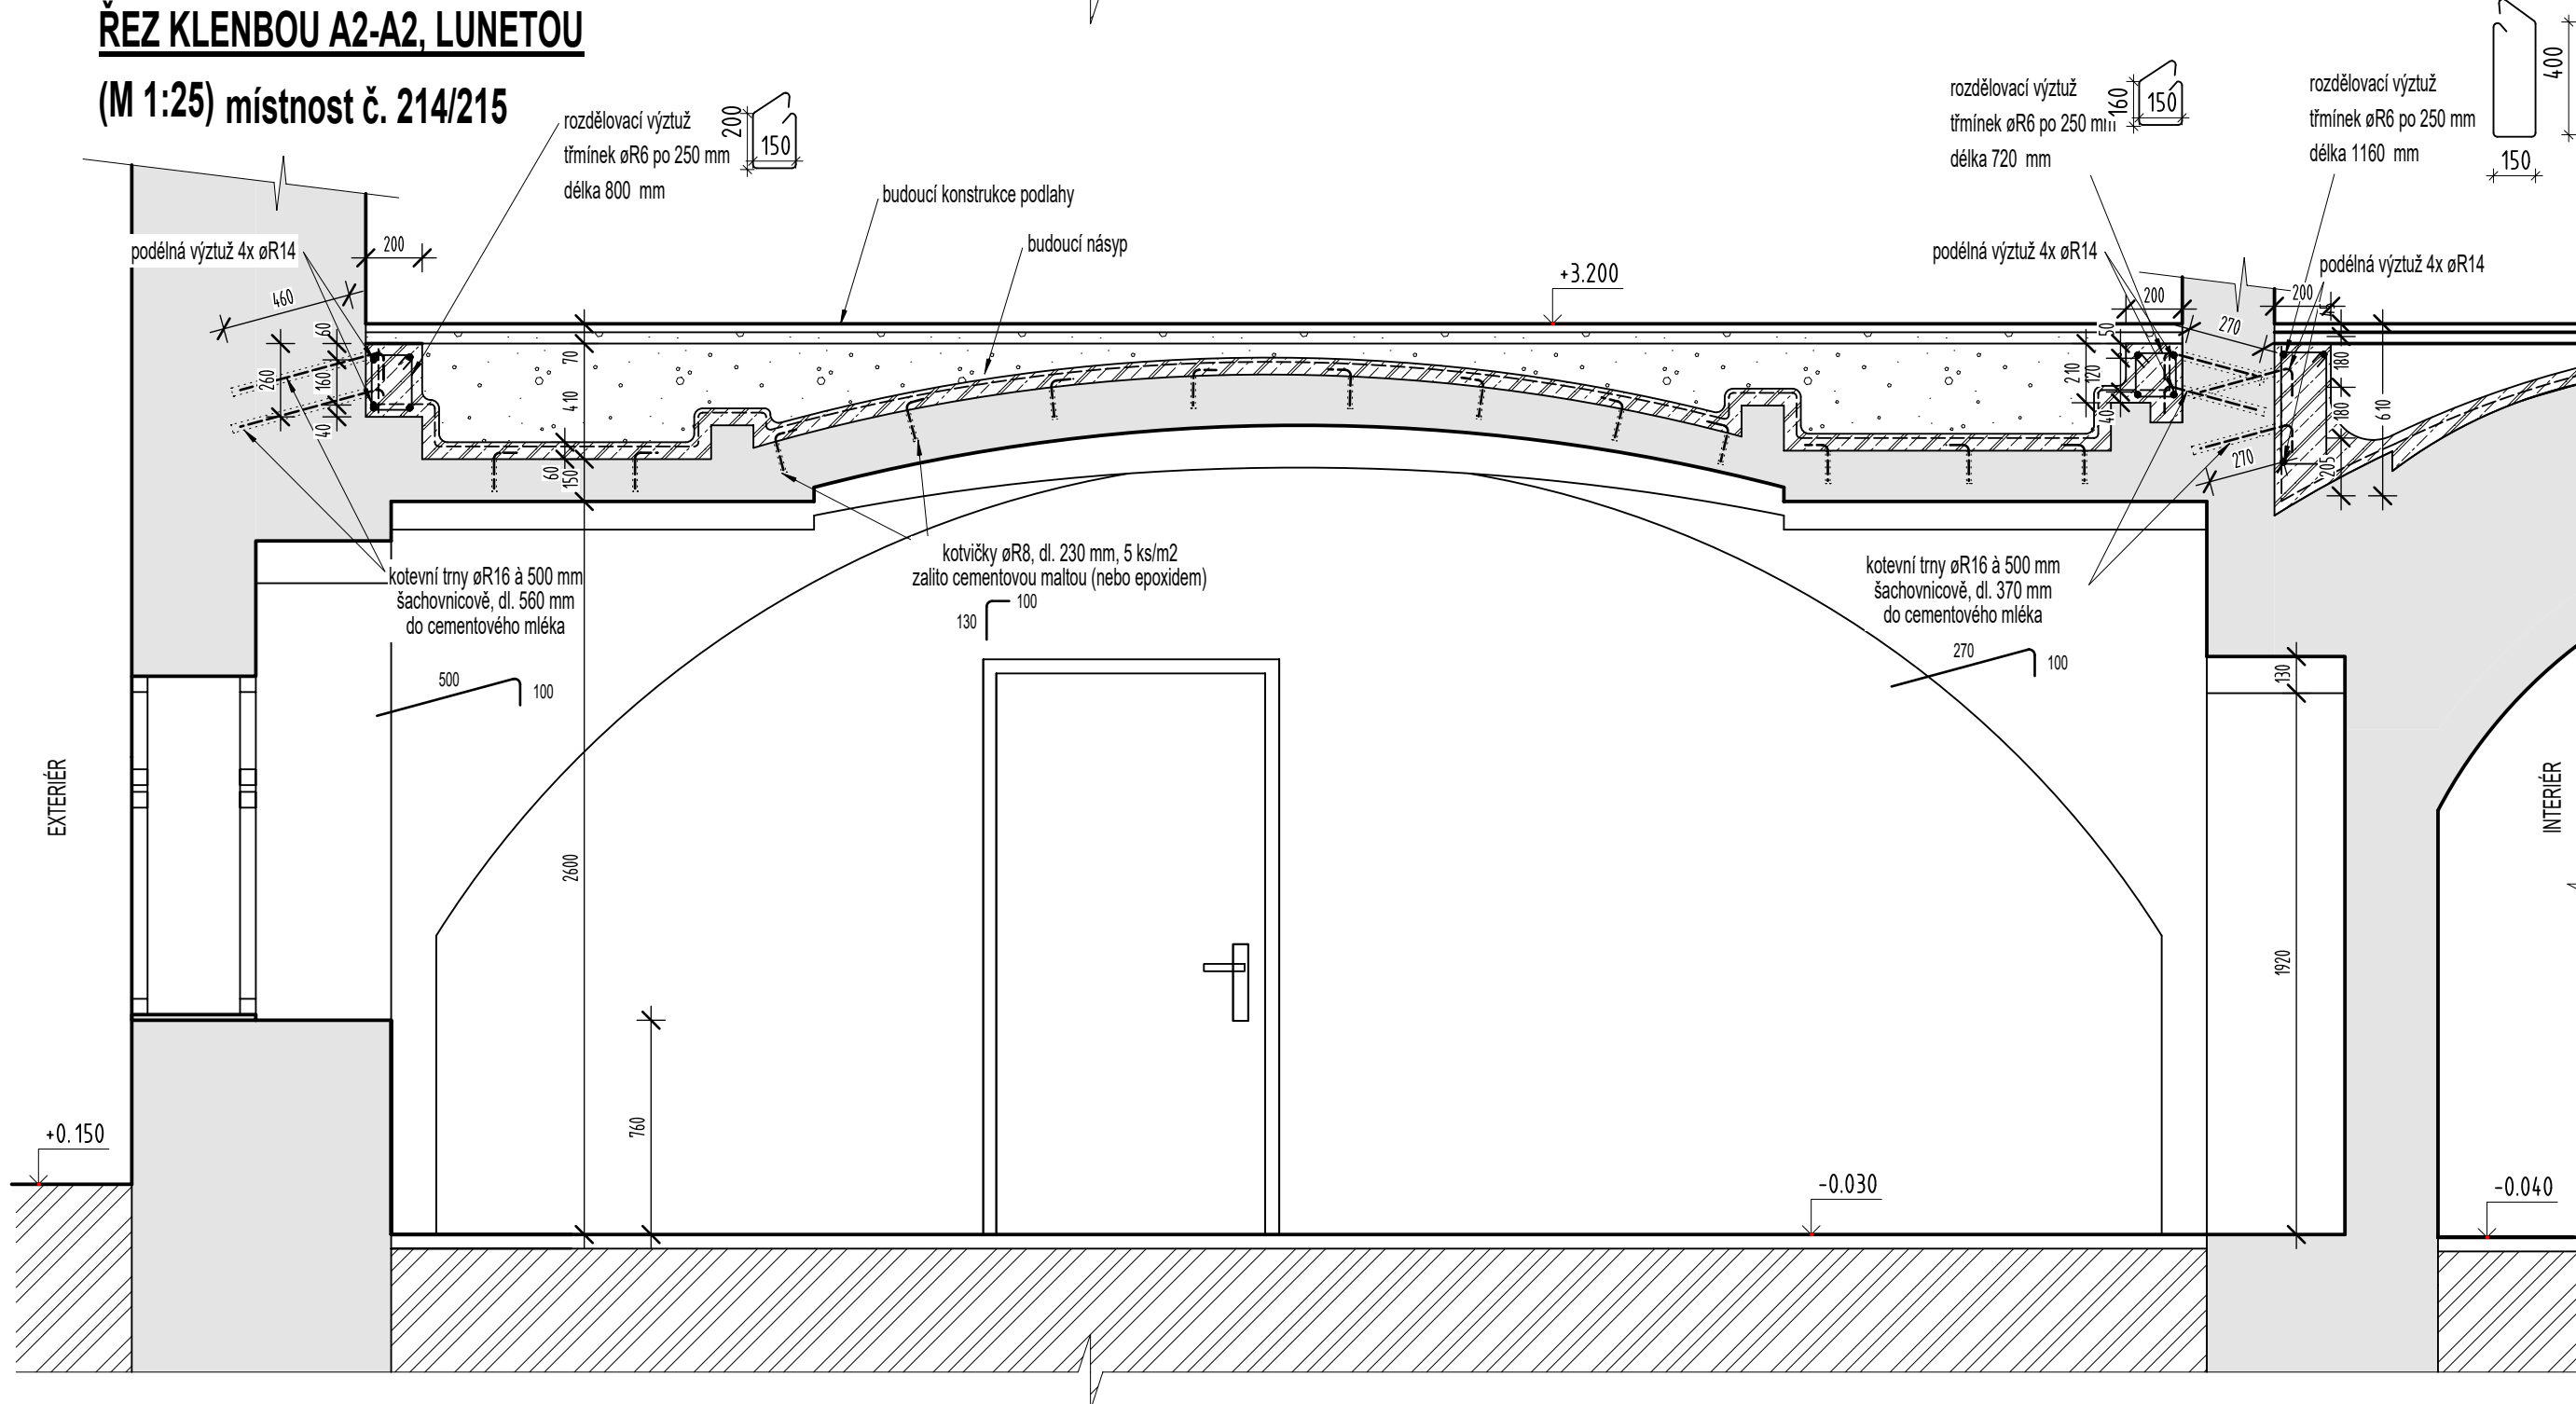 ŘEZ KLENBOU A2-A2, LUNETOU
(M 1:25) místnost č. 214/215
rozdělovací výztuž
třmínek øR6 po 250 mm
délka 800 mm
200
150
budoucí konstrukce podlahy
budoucí násyp
rozdělovací výztuž
třmínek øR6 po 250 mm
délka 720 mm
160
150
rozdělovací výztuž
třmínek øR6 po 250 mm
délka 1160 mm
400
150
podélná výztuž 4x øR14
200
460
60
260
160
40
70
410
60
150
+3.200
podélná výztuž 4x øR14
podélná výztuž 4x øR14
200
200
270
50
210
120
40
180
180
610
205
270
kotevní trny øR16 à 500 mm
šachovnicově, dl. 560 mm
do cementového mléka
500
100
kotvičky øR8, dl. 230 mm, 5 ks/m2
zalito cementovou maltou (nebo epoxidem)
130
100
kotevní trny øR16 à 500 mm
šachovnicově, dl. 370 mm
do cementového mléka
270
100
130
EXTERIÉR
INTERIÉR
2600
760
1920
+0.150
-0.030
-0.040